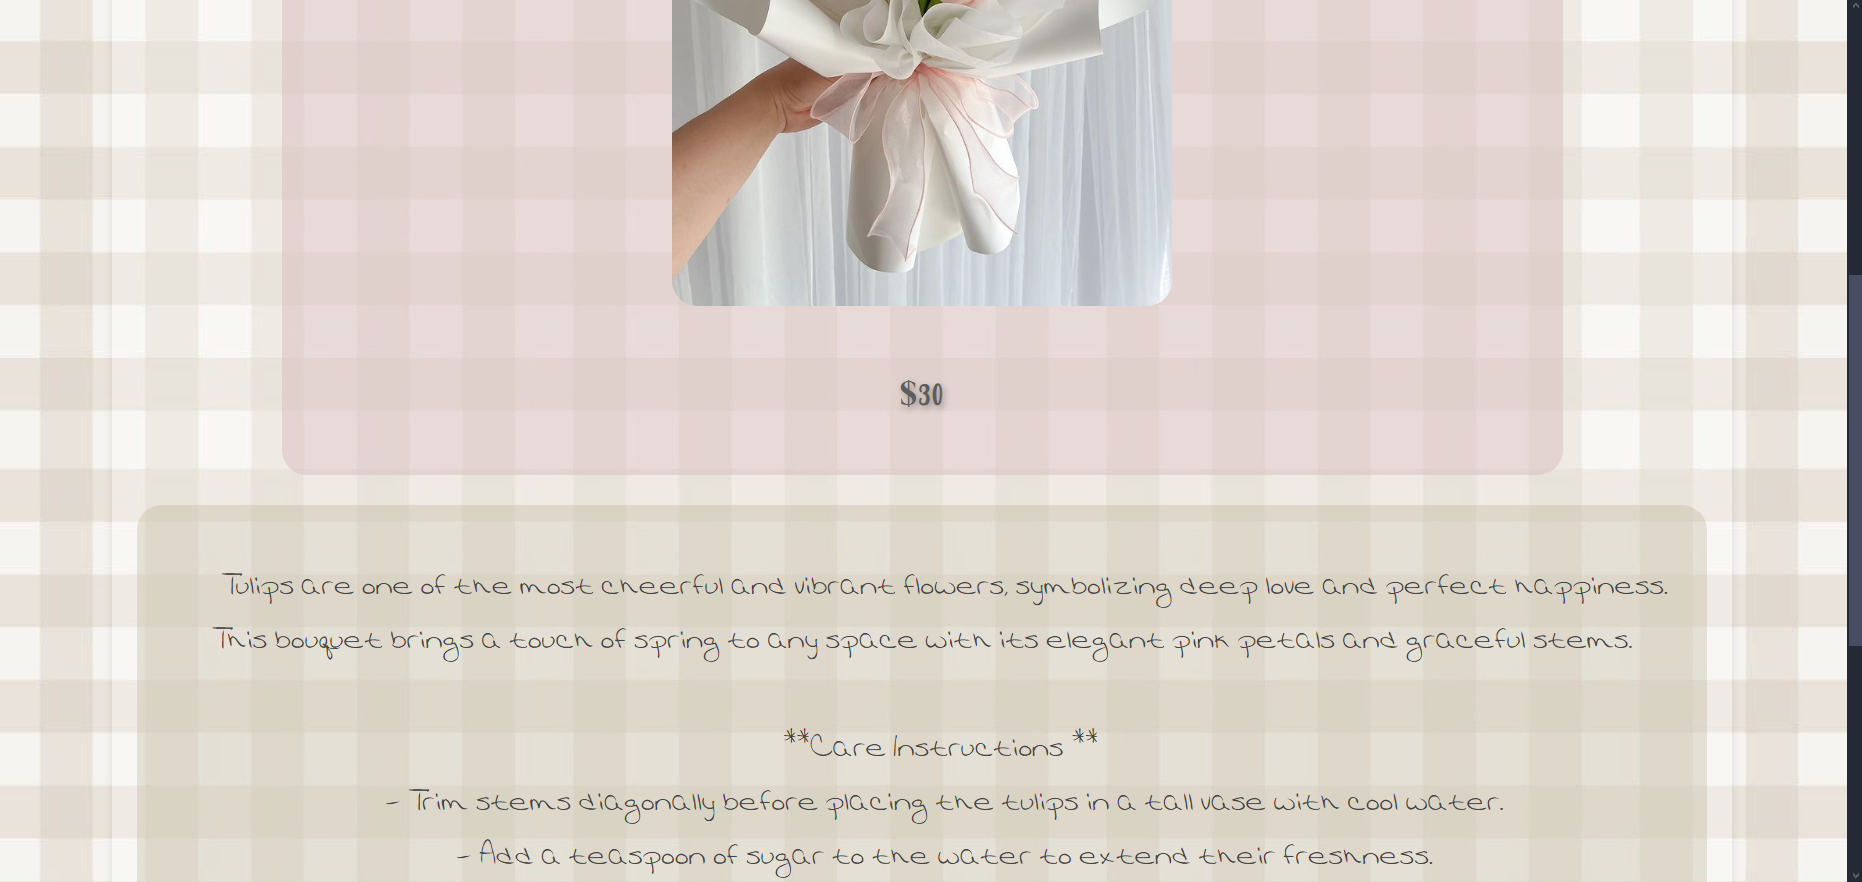 $30
Tulips are one of the most cheerful and vibrant flowers, symbolizing deep love and perfect happiness.
This bouquet brings a touch of spring to any space with its elegant pink petals and graceful stems.
**Care Instructions **
- Trim stems diagonally before placing the tulips in a tall vase with cool water.
- Add a teaspoon of sugar to the water to extend their freshness.